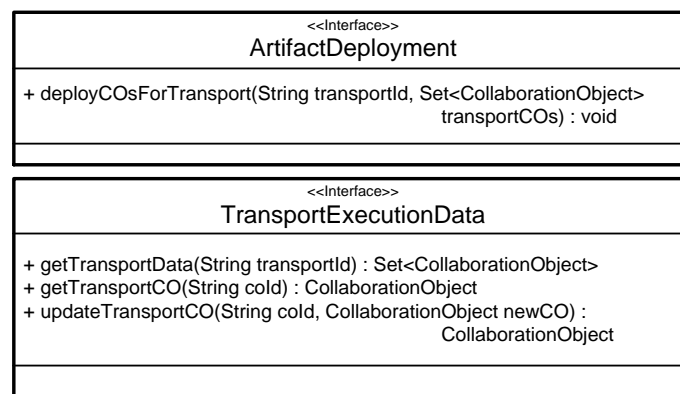 <<Interface>>
ArtifactDeployment
+ deployCOsForTransport(String transportId, Set<CollaborationObject>
transportCOs) : void
<<Interface>>
TransportExecutionData
+ getTransportData(String transportId) : Set<CollaborationObject>
+ getTransportCO(String coId) : CollaborationObject
+ updateTransportCO(String coId, CollaborationObject newCO) :
CollaborationObject